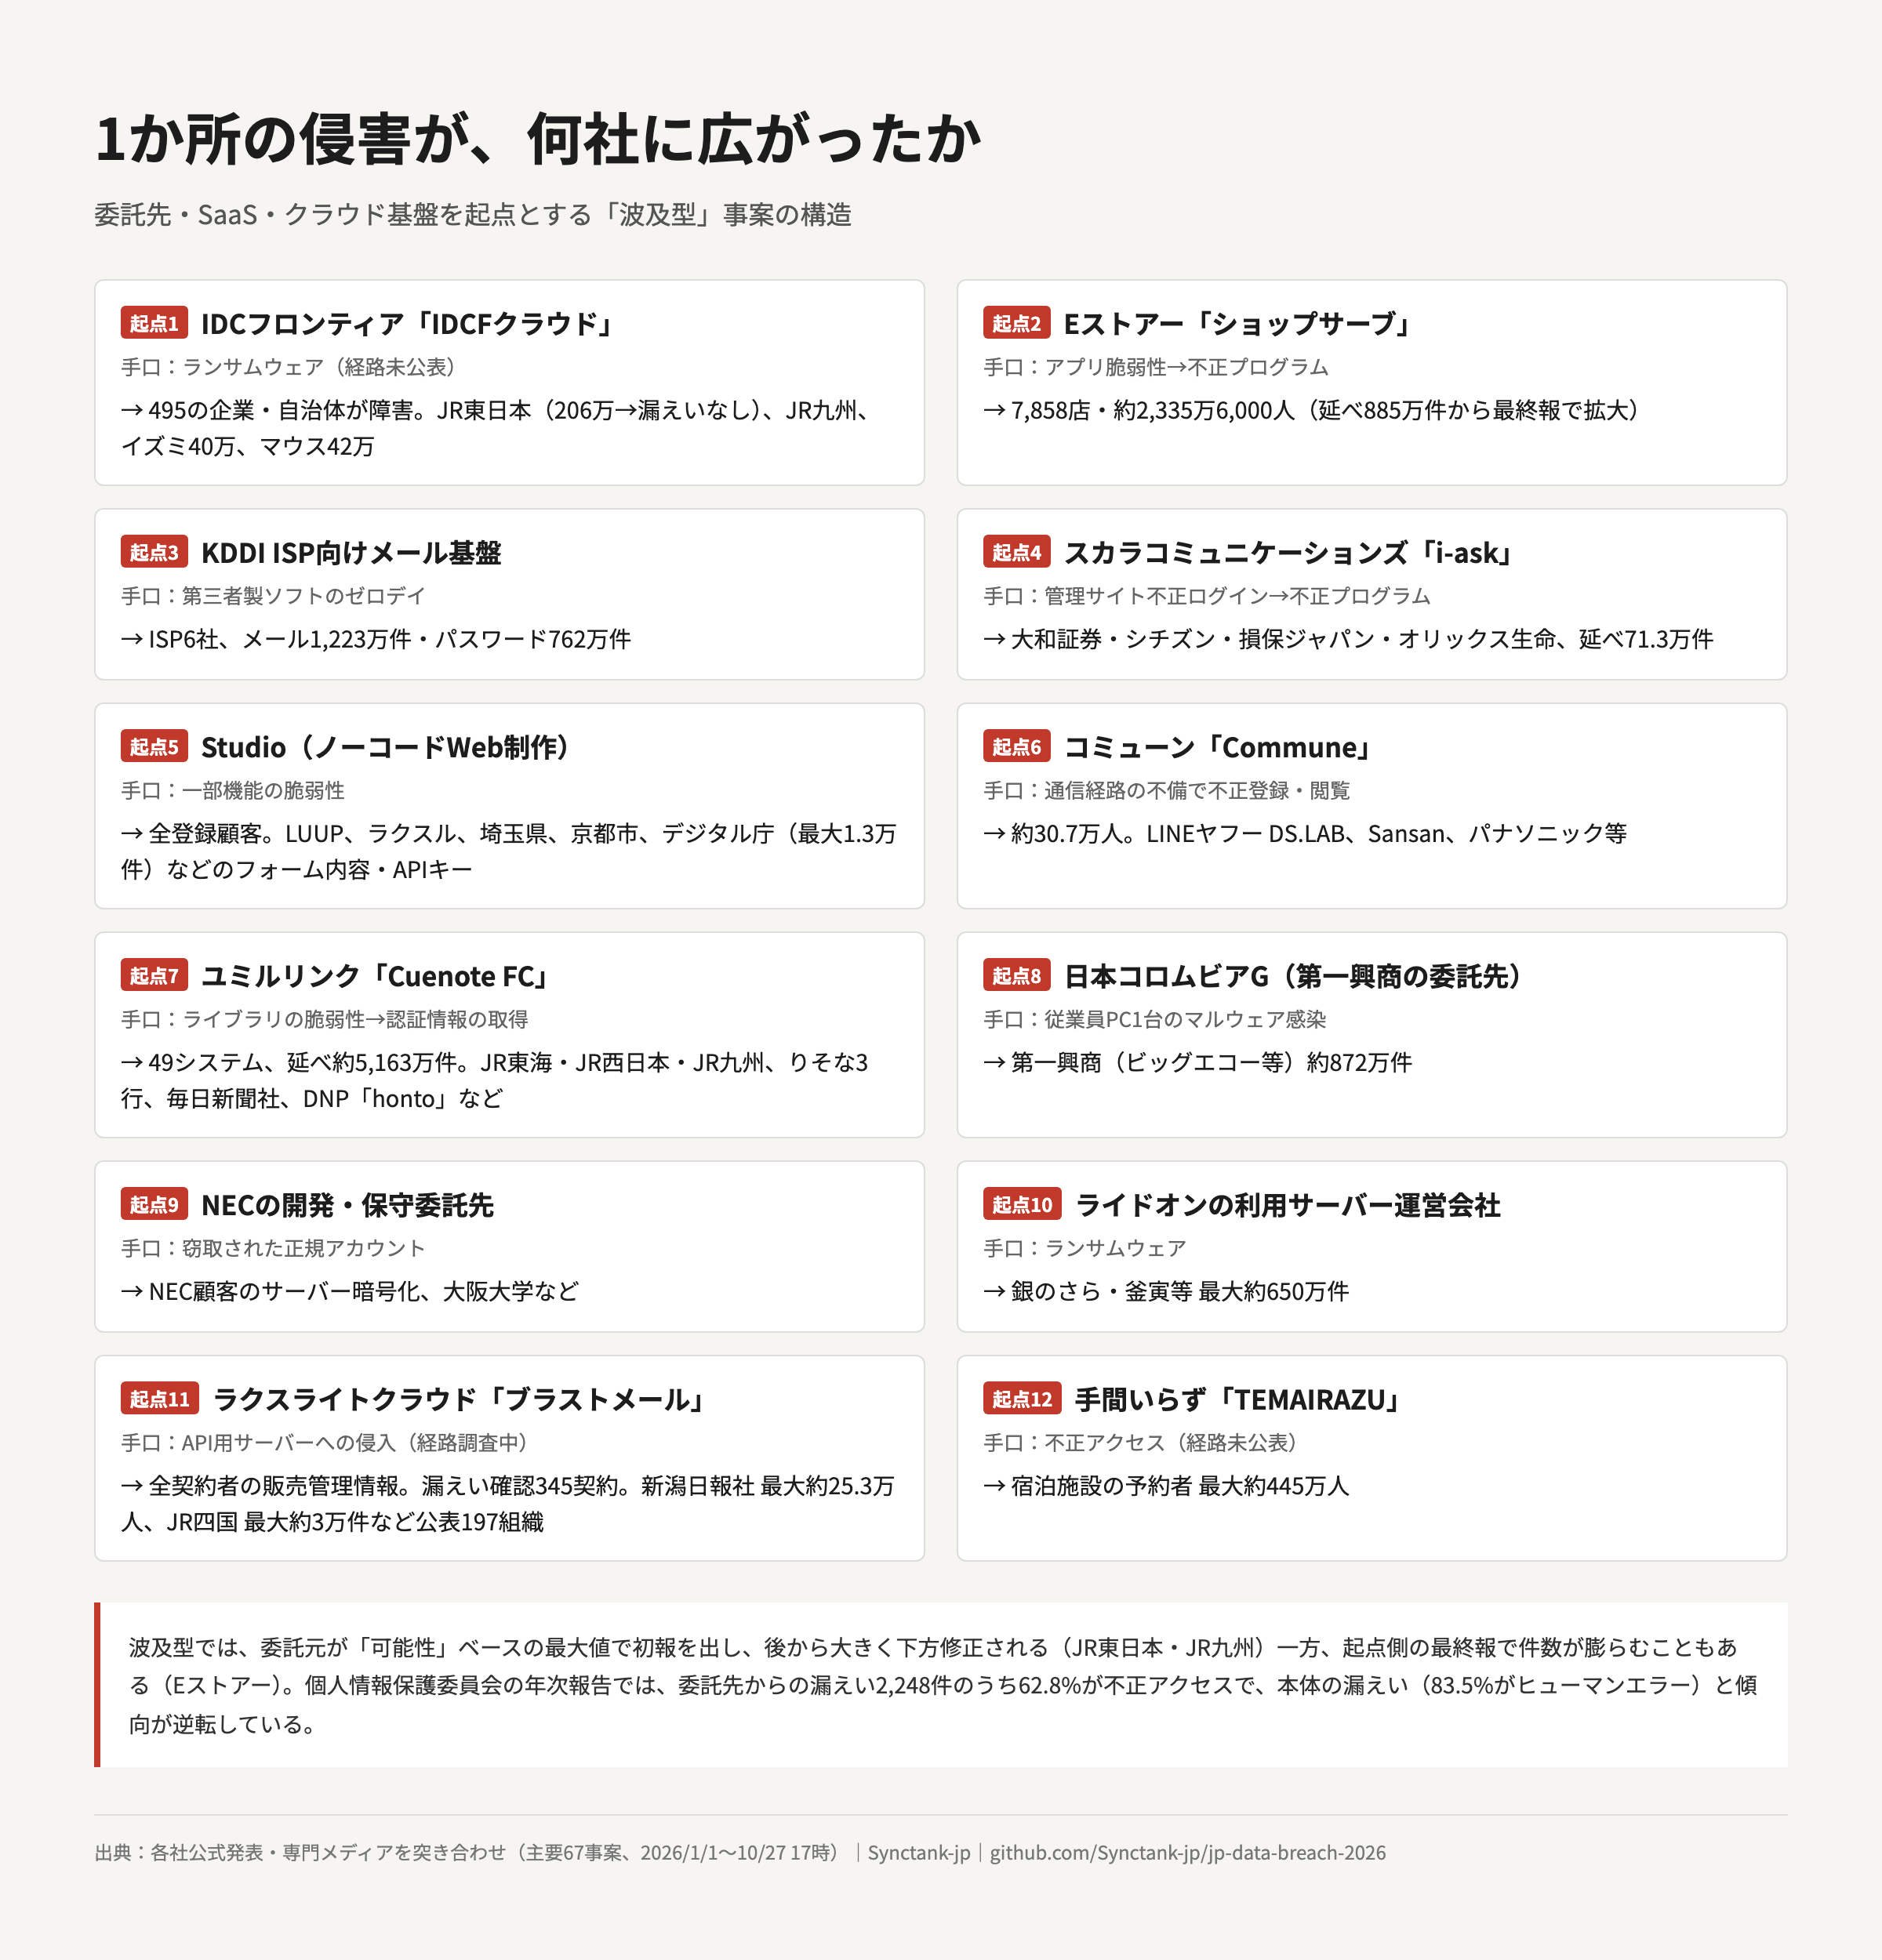 1か所の侵害が、何社に広がったか
委託先・SaaS・クラウド基盤を起点とする「波及型」事案の構造
起点1 IDCフロンティア「IDCFクラウド」
手口：ランサムウェア（経路未公表）
→ 495の企業・自治体が障害。JR東日本（206万→漏えいなし）、JR九州、
イズミ40万、マウス42万
起点2 Eストアー「ショップサーブ」
手口：アプリ脆弱性→不正プログラム
→ 7,858店・約2,335万6,000人（延べ885万件から最終報で拡大）
起点3 KDDI ISP向けメール基盤
手口：第三者製ソフトのゼロデイ
→ ISP6社、メール1,223万件・パスワード762万件
起点4 スカラコミュニケーションズ「i-ask」
手口：管理サイト不正ログイン→不正プログラム
→ 大和証券・シチズン・損保ジャパン・オリックス生命、延べ71.3万件
起点5 Studio（ノーコードWeb制作）
手口：一部機能の脆弱性
→ 全登録顧客。LUUP、ラクスル、埼玉県、京都市、デジタル庁（最大1.3万
件）などのフォーム内容・APIキー
起点6 コミューン「Commune」
手口：通信経路の不備で不正登録・閲覧
→ 約30.7万人。LINEヤフー DS.LAB、Sansan、パナソニック等
起点7 ユミルリンク「Cuenote FC」
手口：ライブラリの脆弱性→認証情報の取得
→ 49システム、延べ約5,163万件。JR東海・JR西日本・JR九州、りそな3
行、毎日新聞社、DNP「honto」など
起点8 日本コロムビアG（第一興商の委託先）
手口：従業員PC1台のマルウェア感染
→ 第一興商（ビッグエコー等）約872万件
起点9 NECの開発・保守委託先
手口：窃取された正規アカウント
→ NEC顧客のサーバー暗号化、大阪大学など
起点10 ライドオンの利用サーバー運営会社
手口：ランサムウェア
→ 銀のさら・釜寅等 最大約650万件
起点11 ラクスライトクラウド「ブラストメール」
手口：API用サーバーへの侵入（経路調査中）
→ 全契約者の販売管理情報。漏えい確認345契約。新潟日報社 最大約25.3万
人、JR四国 最大約3万件など公表197組織
起点12 手間いらず「TEMAIRAZU」
手口：不正アクセス（経路未公表）
→ 宿泊施設の予約者 最大約445万人
波及型では、委託元が「可能性」ベースの最大値で初報を出し、後から大きく下方修正される（JR東日本・JR九州）一方、起点側の最終報で件数が膨らむこともあ
る（Eストアー）。個人情報保護委員会の年次報告では、委託先からの漏えい2,248件のうち62.8%が不正アクセスで、本体の漏えい（83.5%がヒューマンエラー）と傾
向が逆転している。
出典：各社公式発表・専門メディアを突き合わせ（主要67事案、2026/1/1〜10/27 17時）｜Synctank-jp｜github.com/Synctank-jp/jp-data-breach-2026